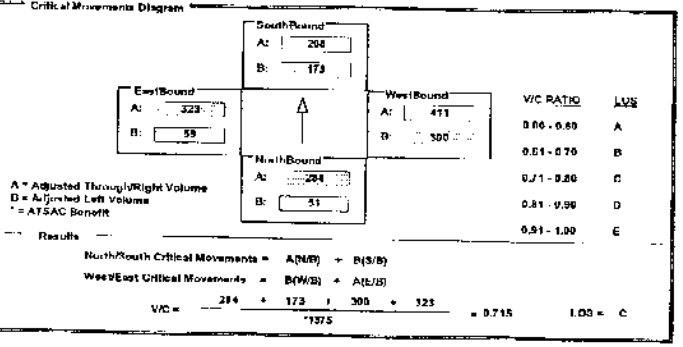 Critical Movements Diagram
SouthBound
A: 208
B: 173
EastBound
A: 323
B: 59
WestBound
A: 411
B: 300
NorthBound
A: 284
B: 51
V/C RATIO LOS
0.00 - 0.60 A
0.61 - 0.70 B
0.71 - 0.80 C
0.81 - 0.90 D
0.91 - 1.00 E
A = Adjusted Through/Right Volume
B = Adjusted Left Volume
* = ATSAC Benefit
Results
North/South Critical Movements = A(N/B) + B(S/B)
West/East Critical Movements = B(W/B) + A(E/B)
V/C = 284 + 173 + 300 + 323 = 0.715 LOS = C
*1375